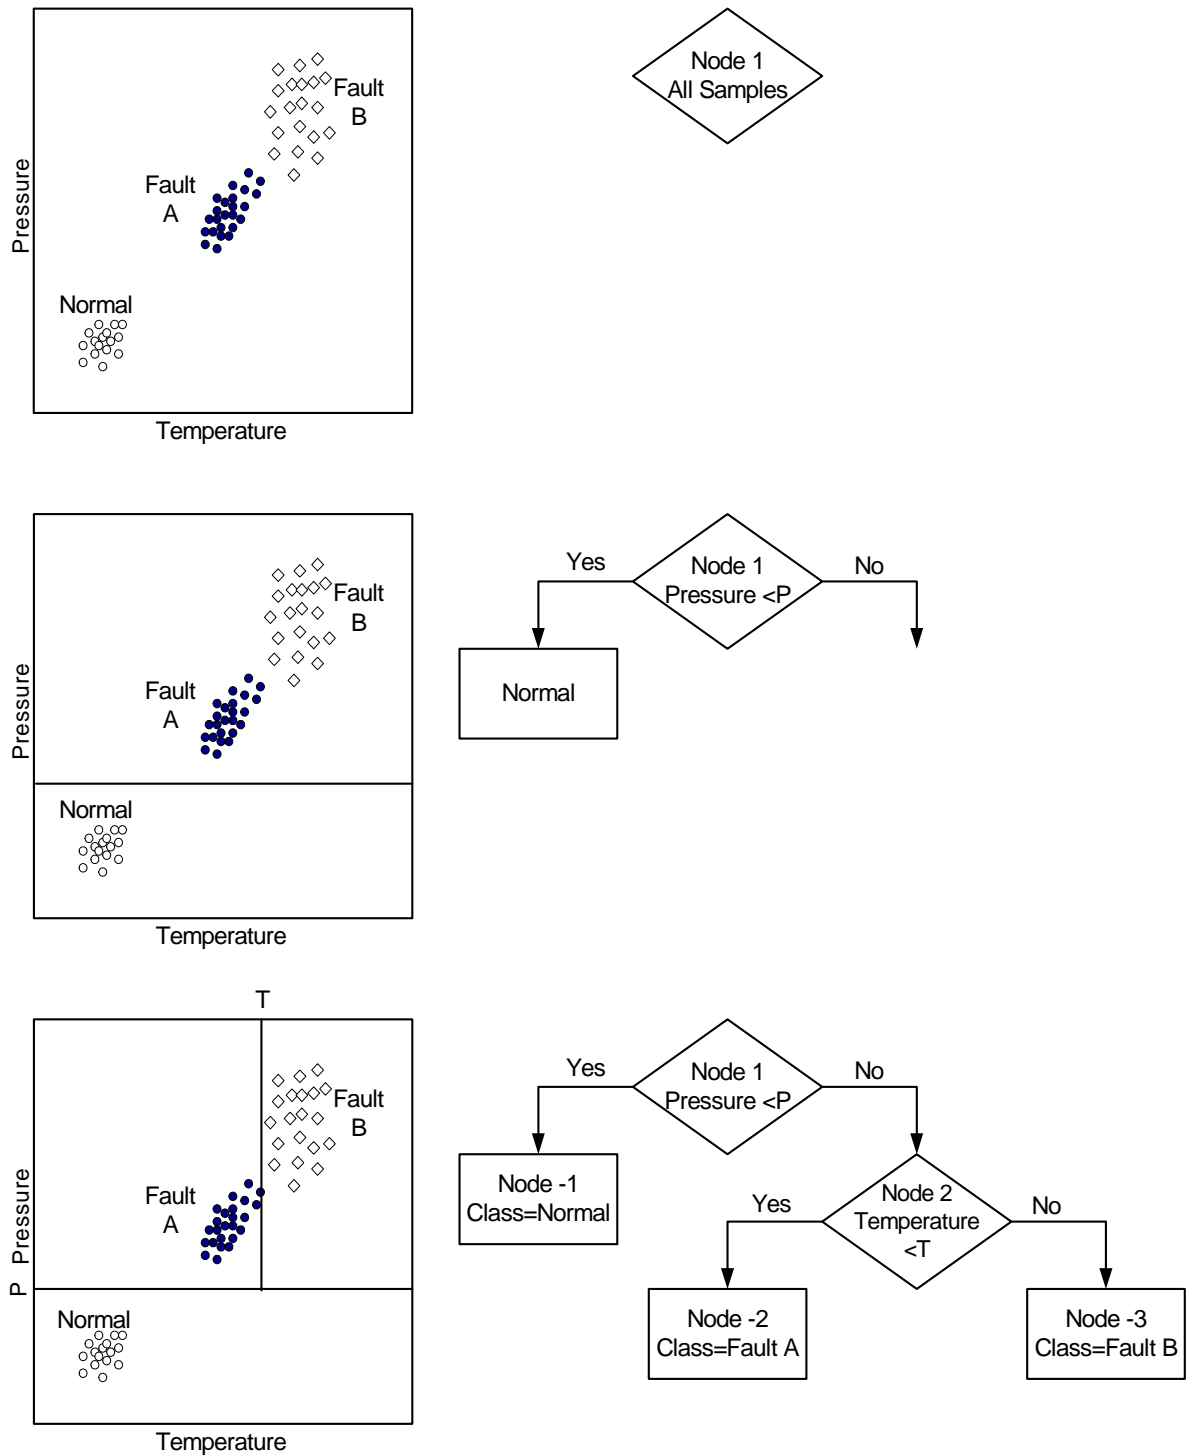 Node 1
All Samples
Fault
B
Fault
A
Pressure
Normal
Temperature
Yes
Node 1
Pressure <P
No
Fault
B
Fault
A
Pressure
Normal
Normal
Temperature
T
Yes
Node 1
Pressure <P
No
Fault
B
Fault
A
P Pressure
Node -1
Class=Normal
Yes
Node 2
Temperature
<T
No
Normal
Node -2
Class=Fault A
Node -3
Class=Fault B
Temperature